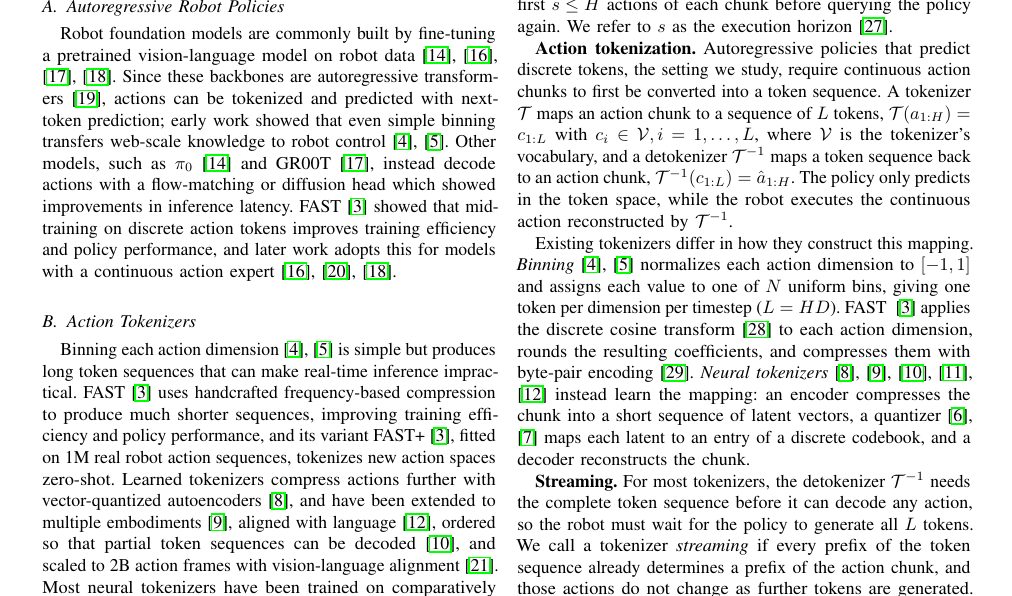 A. Autoregressive Robot Policies
Robot foundation models are commonly built by fine-tuning
a pretrained vision-language model on robot data [14], [16],
[17], [18]. Since these backbones are autoregressive transform-
ers [19], actions can be tokenized and predicted with next-
token prediction; early work showed that even simple binning
transfers web-scale knowledge to robot control [4], [5]. Other
models, such as π0 [14] and GR00T [17], instead decode
actions with a flow-matching or diffusion head which showed
improvements in inference latency. FAST [3] showed that mid-
training on discrete action tokens improves training efficiency
and policy performance, and later work adopts this for models
with a continuous action expert [16], [20], [18].
B. Action Tokenizers
Binning each action dimension [4], [5] is simple but produces
long token sequences that can make real-time inference imprac-
tical. FAST [3] uses handcrafted frequency-based compression
to produce much shorter sequences, improving training effi-
ciency and policy performance, and its variant FAST+ [3], fitted
on 1M real robot action sequences, tokenizes new action spaces
zero-shot. Learned tokenizers compress actions further with
vector-quantized autoencoders [8], and have been extended to
multiple embodiments [9], aligned with language [12], ordered
so that partial token sequences can be decoded [10], and
scaled to 2B action frames with vision-language alignment [21].
Most neural tokenizers have been trained on comparatively
first s ≤ H actions of each chunk before querying the policy
again. We refer to s as the execution horizon [27].
Action tokenization. Autoregressive policies that predict
discrete tokens, the setting we study, require continuous action
chunks to first be converted into a token sequence. A tokenizer
𝒯 maps an action chunk to a sequence of L tokens, 𝒯(a1:H) =
c1:L with ci ∈ 𝒱, i = 1, . . . , L, where 𝒱 is the tokenizer's
vocabulary, and a detokenizer 𝒯−1 maps a token sequence back
to an action chunk, 𝒯−1(c1:L) = â1:H. The policy only predicts
in the token space, while the robot executes the continuous
action reconstructed by 𝒯−1.
Existing tokenizers differ in how they construct this mapping.
Binning [4], [5] normalizes each action dimension to [−1, 1]
and assigns each value to one of N uniform bins, giving one
token per dimension per timestep (L = HD). FAST [3] applies
the discrete cosine transform [28] to each action dimension,
rounds the resulting coefficients, and compresses them with
byte-pair encoding [29]. Neural tokenizers [8], [9], [10], [11],
[12] instead learn the mapping: an encoder compresses the
chunk into a short sequence of latent vectors, a quantizer [6],
[7] maps each latent to an entry of a discrete codebook, and a
decoder reconstructs the chunk.
Streaming. For most tokenizers, the detokenizer 𝒯−1 needs
the complete token sequence before it can decode any action,
so the robot must wait for the policy to generate all L tokens.
We call a tokenizer streaming if every prefix of the token
sequence already determines a prefix of the action chunk, and
those actions do not change as further tokens are generated.